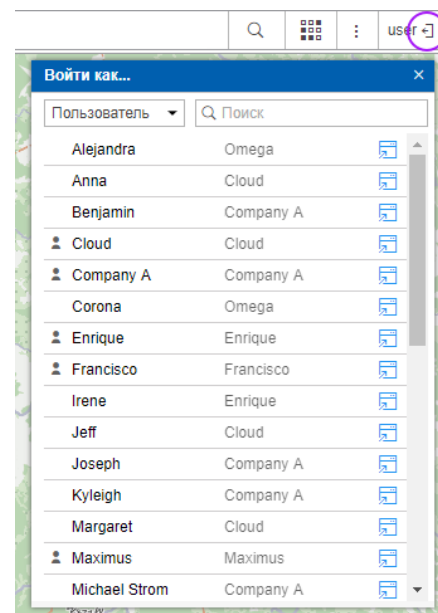 user
Войти как...
Пользователь Поиск
Alejandra Omega
Anna Cloud
Benjamin Company A
Cloud Cloud
Company A Company A
Corona Omega
Enrique Enrique
Francisco Francisco
Irene Enrique
Jeff Cloud
Joseph Company A
Kyleigh Company A
Margaret Cloud
Maximus Maximus
Michael Strom Company A